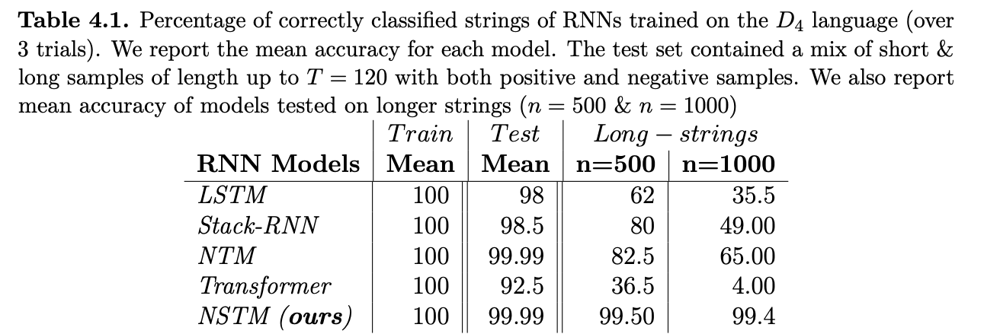 Table 4.1. Percentage of correctly classified strings of RNNs trained on the D4 language (over
3 trials). We report the mean accuracy for each model. The test set contained a mix of short &
long samples of length up to T = 120 with both positive and negative samples. We also report
mean accuracy of models tested on longer strings (n = 500 & n = 1000)
Train Test Long − strings
RNN Models Mean Mean n=500 n=1000
LSTM 100 98 62 35.5
Stack-RNN 100 98.5 80 49.00
NTM 100 99.99 82.5 65.00
Transformer 100 92.5 36.5 4.00
NSTM (ours) 100 99.99 99.50 99.4